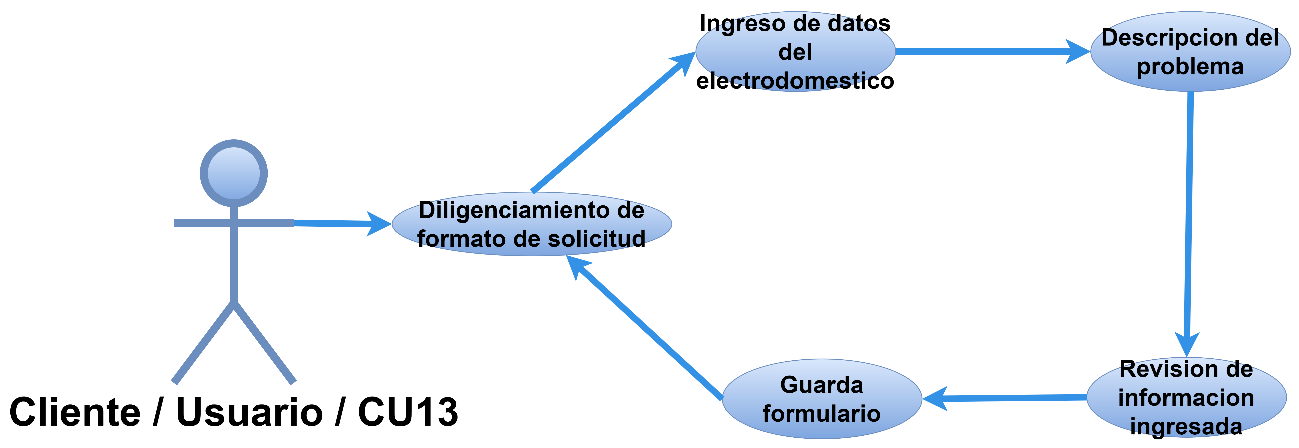 Ingreso de datos
del
electrodomestico
Descripcion del
problema
Diligenciamiento de
formato de solicitud
Revision de
informacion
ingresada
Guarda
formulario
Cliente / Usuario / CU13